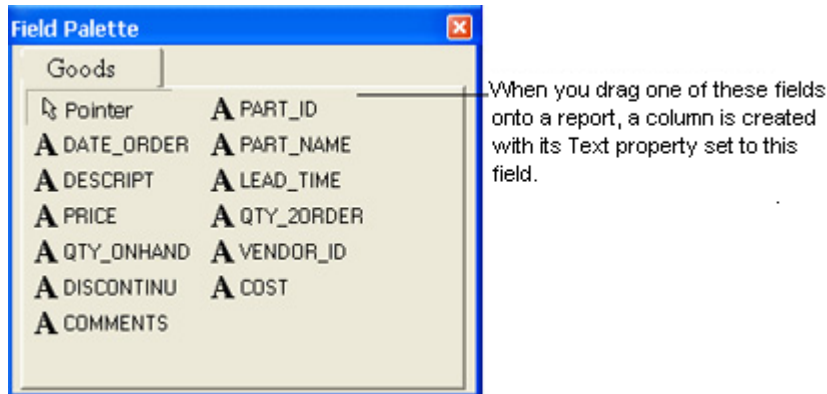 Field Palette
Goods
Pointer
A PART_ID
A DATE_ORDER
A PART_NAME
A DESCRIPT
A LEAD_TIME
A PRICE
A QTY_2ORDER
A QTY_ONHAND
A VENDOR_ID
A DISCONTINU
A COST
A COMMENTS
When you drag one of these fields
onto a report, a column is created
with its Text property set to this
field.
.